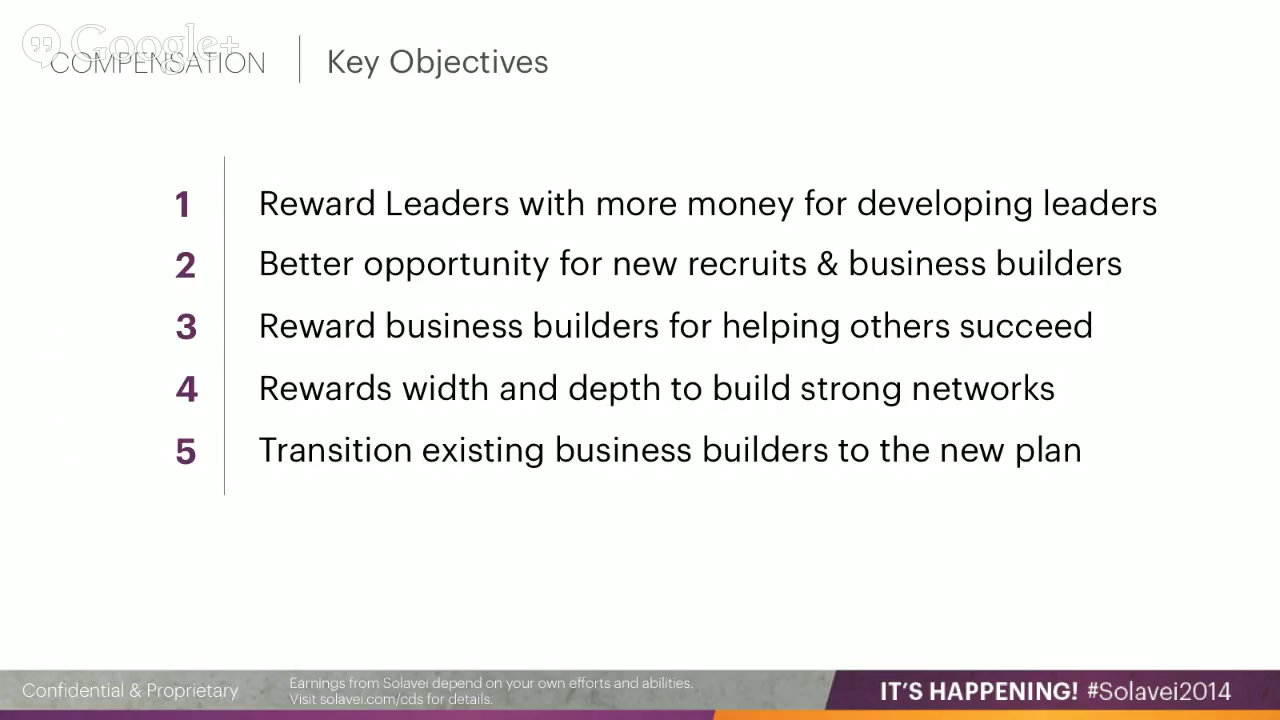 Google+
COMPENSATION
Key Objectives
1 Reward Leaders with more money for developing leaders
2 Better opportunity for new recruits & business builders
3 Reward business builders for helping others succeed
4 Rewards width and depth to build strong networks
5 Transition existing business builders to the new plan
Confidential & Proprietary
Earnings from Solavei depend on your own efforts and abilities.
Visit solavei.com/cds for details.
IT'S HAPPENING! #Solavei2014